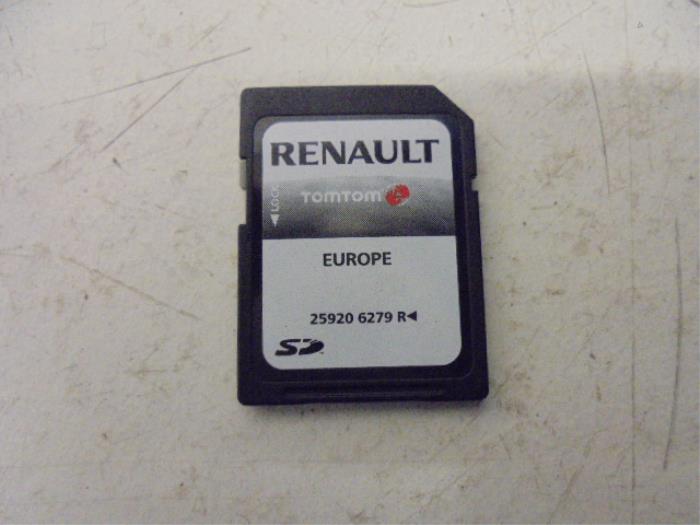 RENAULT
LOCK
TOMTOM
EUROPE
25920 6279 R◄
SD